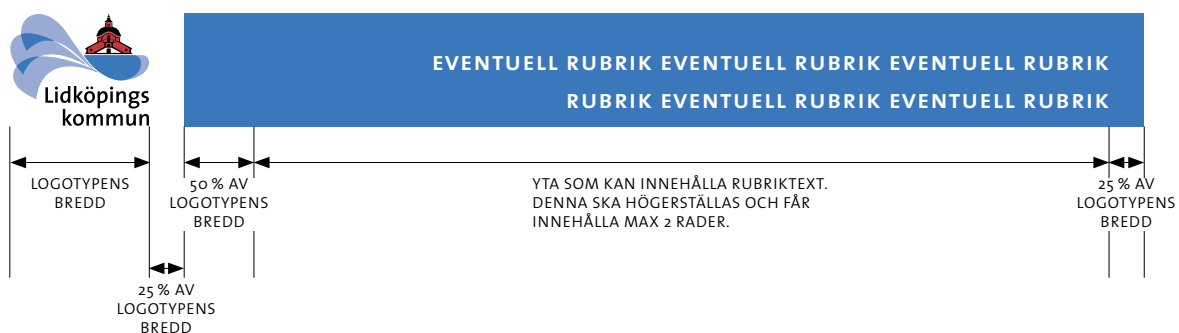 Lidköpings
kommun
EVENTUELL RUBRIK EVENTUELL RUBRIK EVENTUELL RUBRIK
RUBRIK EVENTUELL RUBRIK EVENTUELL RUBRIK
LOGOTYPENS
BREDD
50 % AV
LOGOTYPENS
BREDD
YTA SOM KAN INNEHÅLLA RUBRIKTEXT.
DENNA SKA HÖGERSTÄLLAS OCH FÅR
INNEHÅLLA MAX 2 RADER.
25 % AV
LOGOTYPENS
BREDD
25 % AV
LOGOTYPENS
BREDD